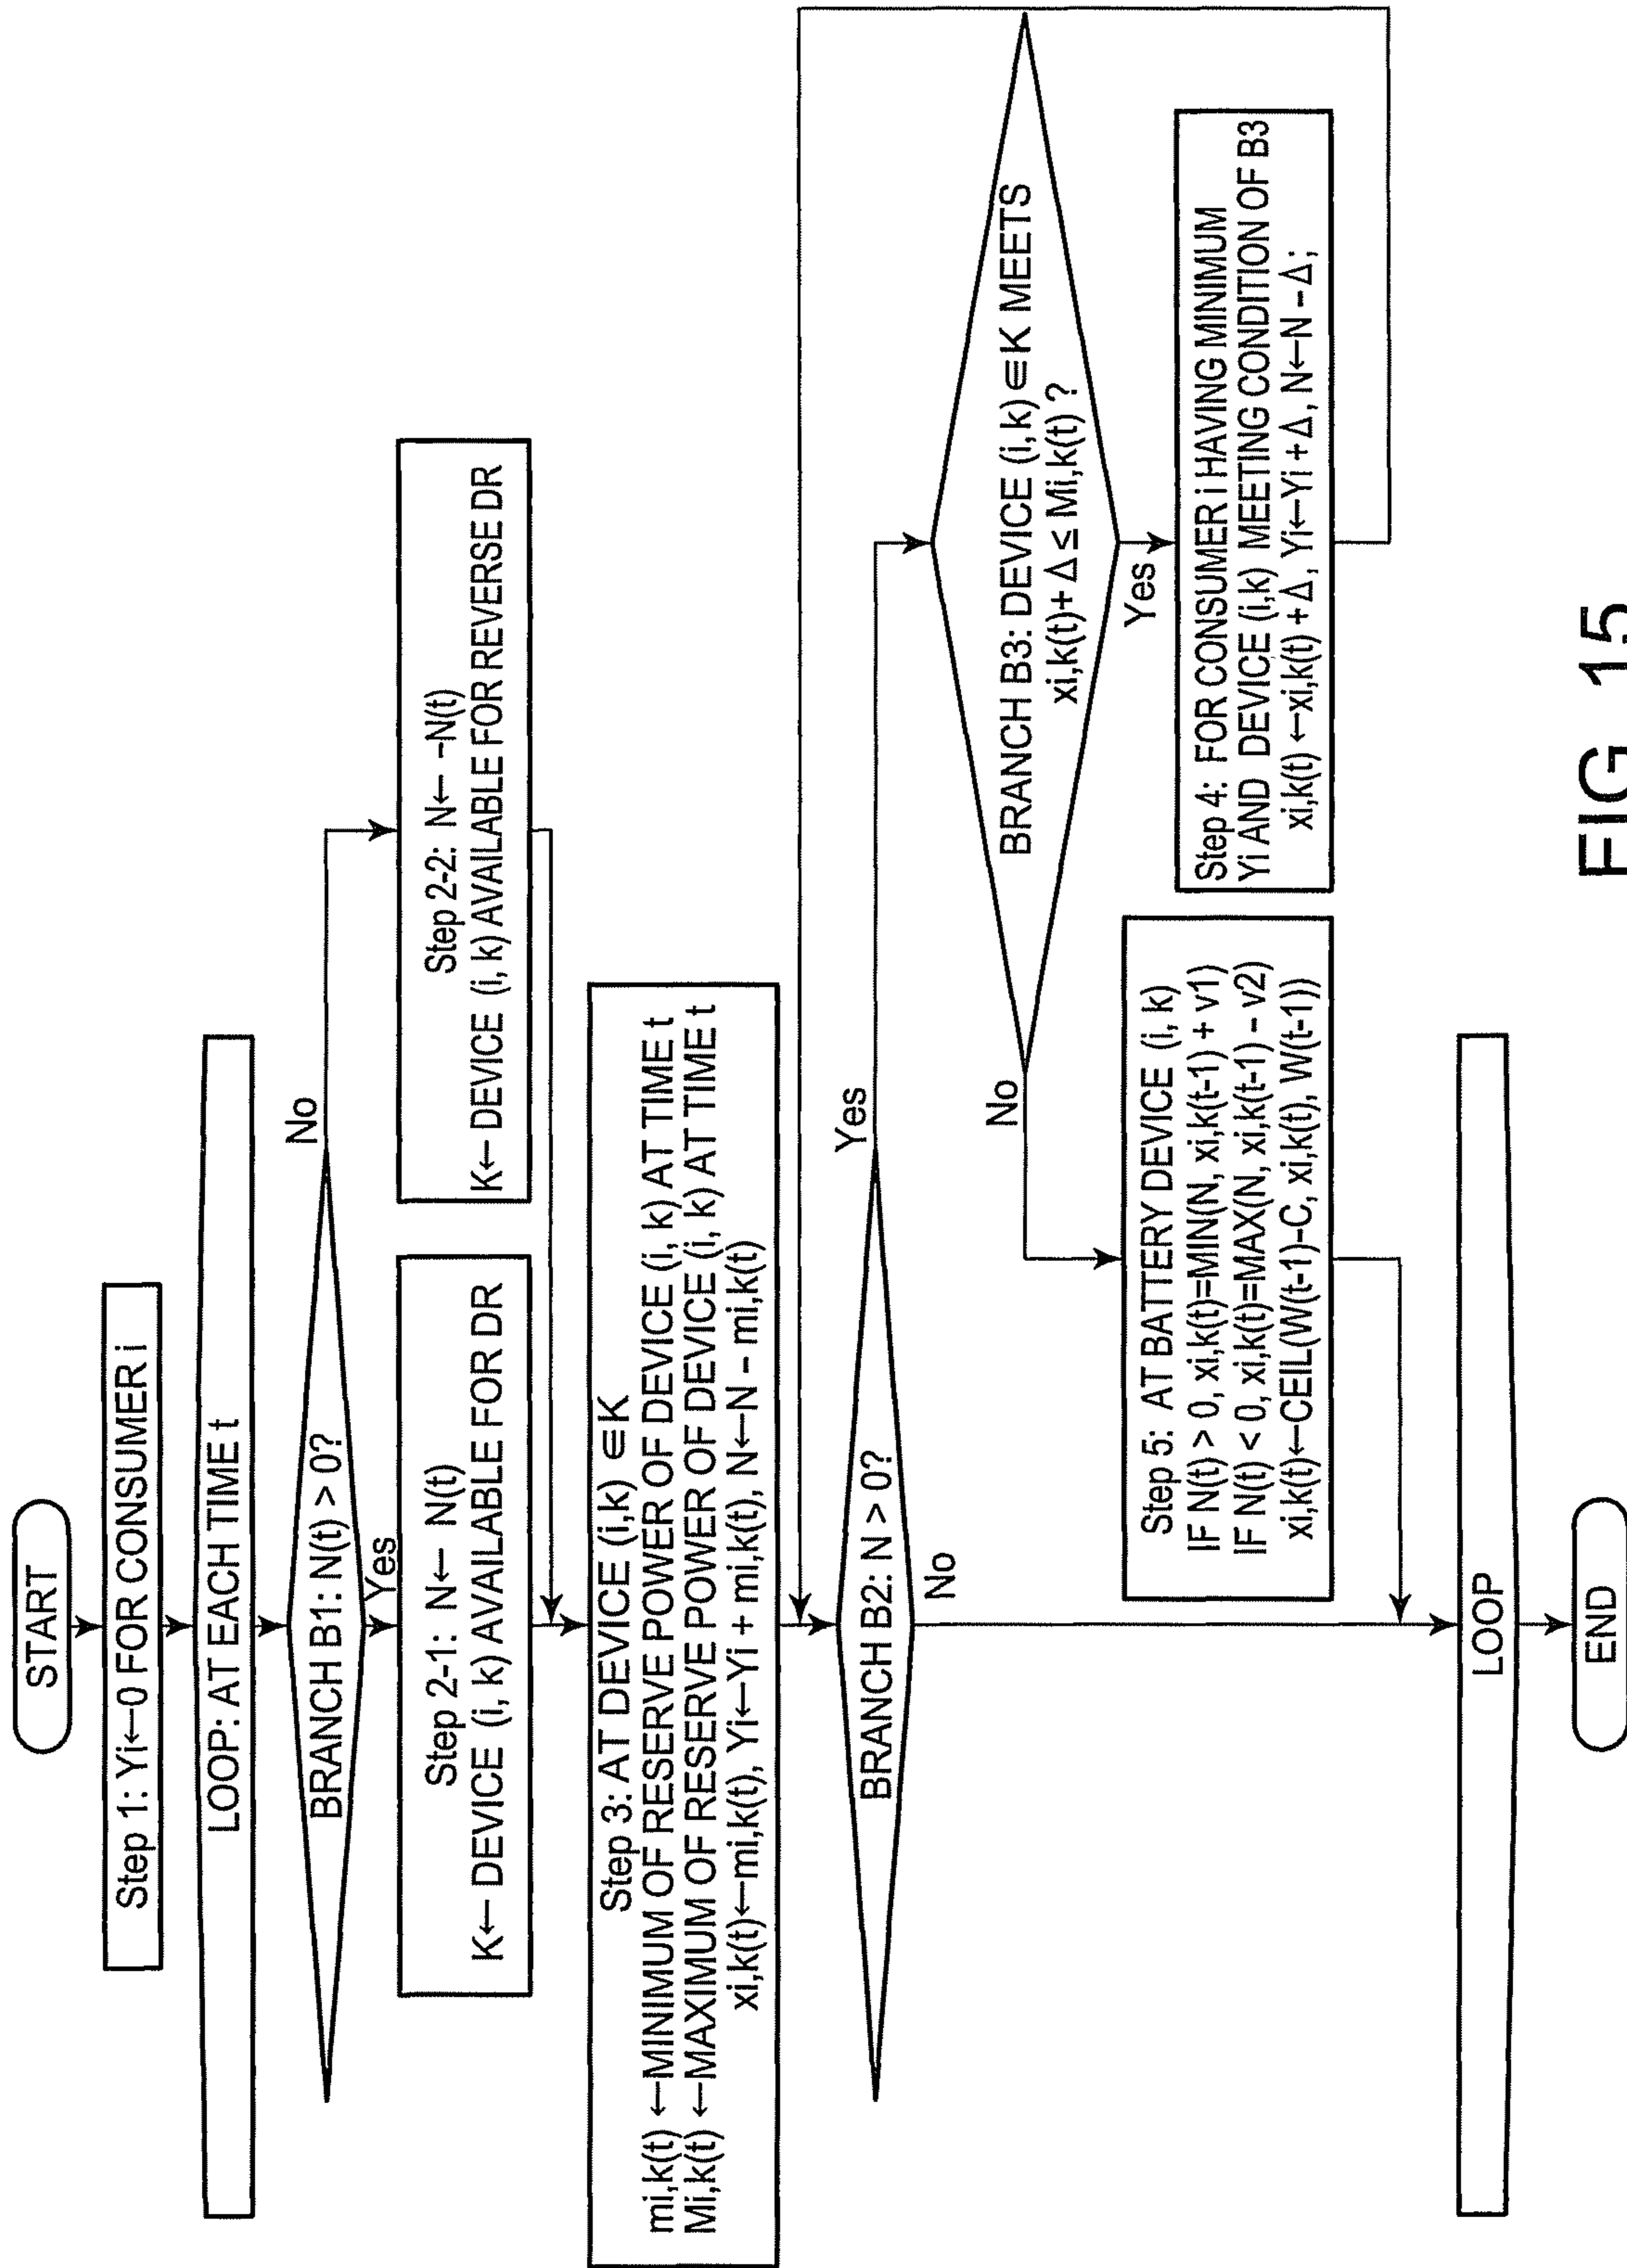 START
Step 1: Yi←0 FOR CONSUMER i
LOOP: AT EACH TIME t
BRANCH B1: N(t) > 0?
Yes
No
Step 2-1: N← N(t)
K← DEVICE (i, k) AVAILABLE FOR DR
Step 2-2: N← -N(t)
K← DEVICE (i, k) AVAILABLE FOR REVERSE DR
Step 3: AT DEVICE (i,k) ∈K
mi,k(t) ←MINIMUM OF RESERVE POWER OF DEVICE (i, k) AT TIME t
Mi,k(t) ←MAXIMUM OF RESERVE POWER OF DEVICE (i, k) AT TIME t
xi,k(t)←mi,k(t), Yi←Yi + mi,k(t), N←N - mi,k(t)
BRANCH B2: N > 0?
Yes
No
BRANCH B3: DEVICE (i,k) ∈K MEETS
xi,k(t)+ Δ ≤ Mi,k(t) ?
No
Yes
Step 4: FOR CONSUMER i HAVING MINIMUM
Yi AND DEVICE (i,k) MEETING CONDITION OF B3
xi,k(t) ←xi,k(t) + Δ, Yi←Yi + Δ, N←N - Δ;
Step 5: AT BATTERY DEVICE (i, k)
IF N(t) > 0, xi,k(t)=MIN(N, xi,k(t-1) + v1)
IF N(t) < 0, xi,k(t)=MAX(N, xi,k(t-1) - v2)
xi,k(t)←CEIL(W(t-1)-C, xi,k(t), W(t-1))
LOOP
END
FIG. 15